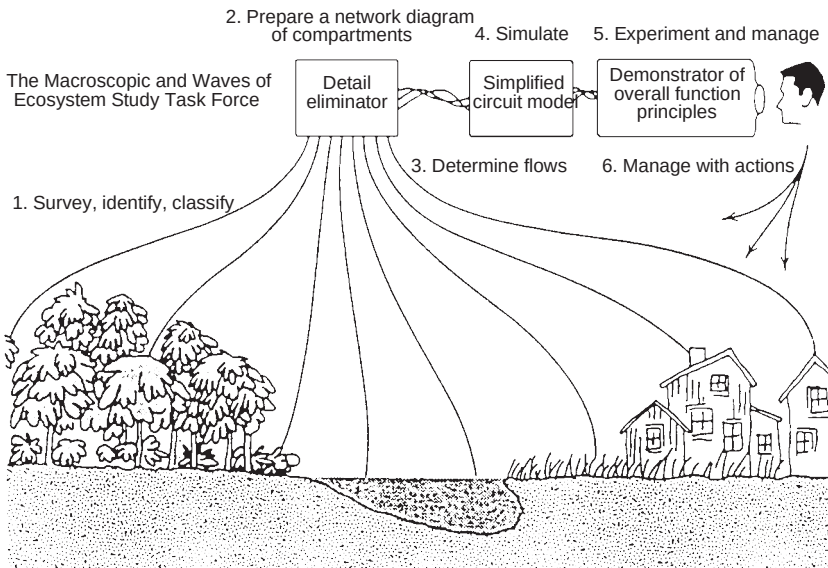 2. Prepare a network diagram
of compartments
4. Simulate
5. Experiment and manage
The Macroscopic and Waves of
Ecosystem Study Task Force
Detail
eliminator
Simplified
circuit model
Demonstrator of
overall function
principles
3. Determine flows
6. Manage with actions
1. Survey, identify, classify